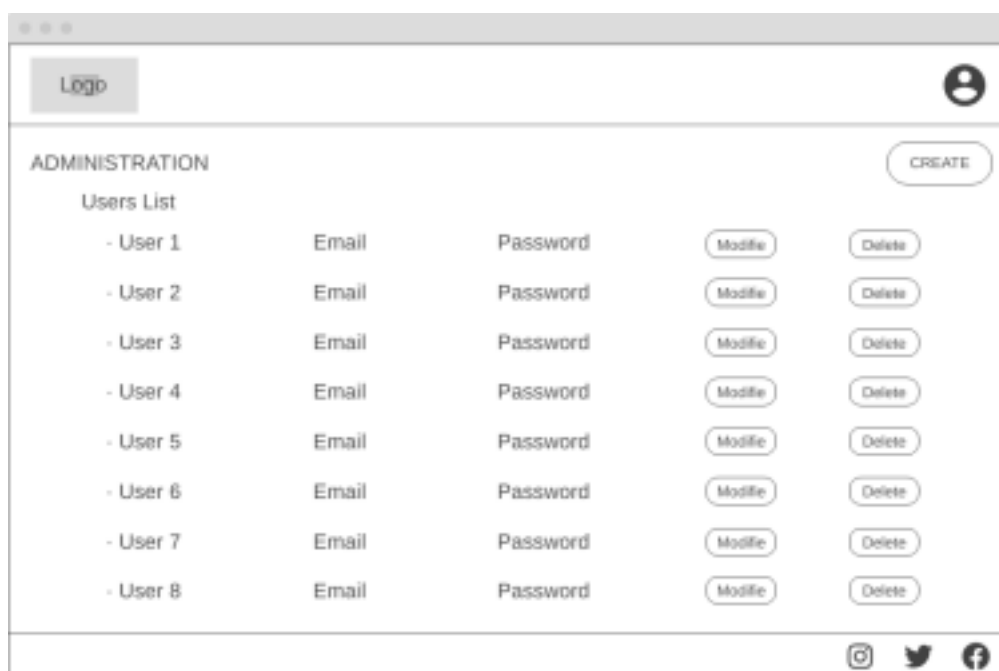 Logo
ADMINISTRATION CREATE
Users List
- User 1 Email Password Modifie Delete
- User 2 Email Password Modifie Delete
- User 3 Email Password Modifie Delete
- User 4 Email Password Modifie Delete
- User 5 Email Password Modifie Delete
- User 6 Email Password Modifie Delete
- User 7 Email Password Modifie Delete
- User 8 Email Password Modifie Delete